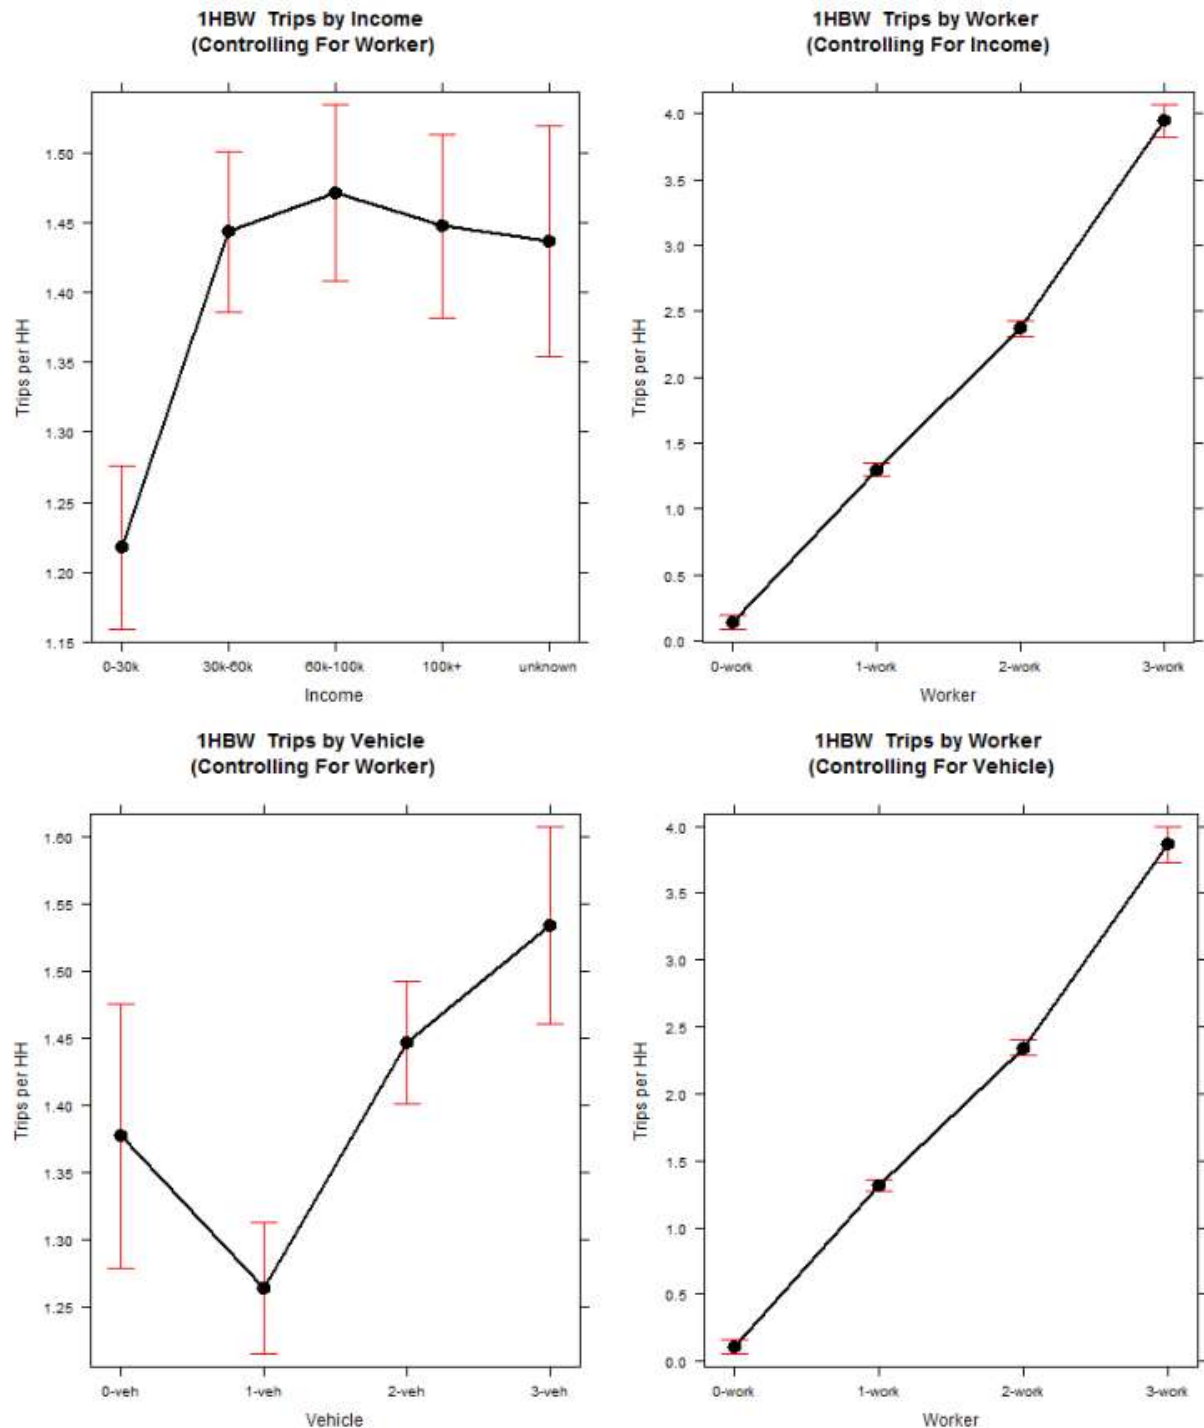 1HBW Trips by Income
(Controlling For Worker)
1.50
1.45
1.40
1.35
1.30
1.25
1.20
1.15
Trips per HH
0-30k 30k-60k 60k-100k 100k+ unknown
Income
1HBW Trips by Worker
(Controlling For Income)
4.0
3.5
3.0
2.5
2.0
1.5
1.0
0.5
0.0
Trips per HH
0-work 1-work 2-work 3-work
Worker
1HBW Trips by Vehicle
(Controlling For Worker)
1.60
1.55
1.50
1.45
1.40
1.35
1.30
1.25
Trips per HH
0-veh 1-veh 2-veh 3-veh
Vehicle
1HBW Trips by Worker
(Controlling For Vehicle)
4.0
3.5
3.0
2.5
2.0
1.5
1.0
0.5
0.0
Trips per HH
0-work 1-work 2-work 3-work
Worker